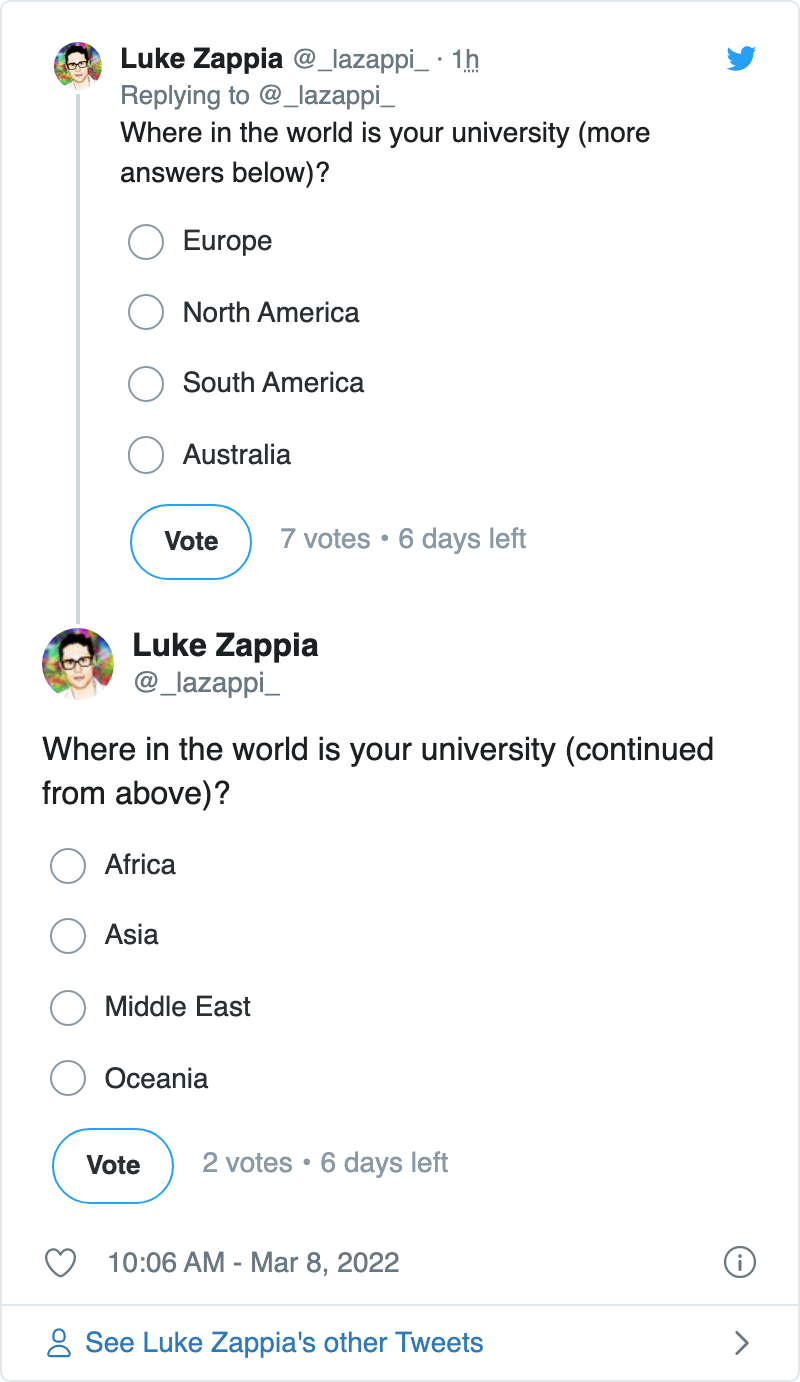 Luke Zappia @_lazappi_ · 1h
Replying to @_lazappi_
Where in the world is your university (more
answers below)?
Europe
North America
South America
Australia
Vote 7 votes • 6 days left
Luke Zappia
@_lazappi_
Where in the world is your university (continued
from above)?
Africa
Asia
Middle East
Oceania
Vote 2 votes • 6 days left
10:06 AM - Mar 8, 2022
See Luke Zappia's other Tweets